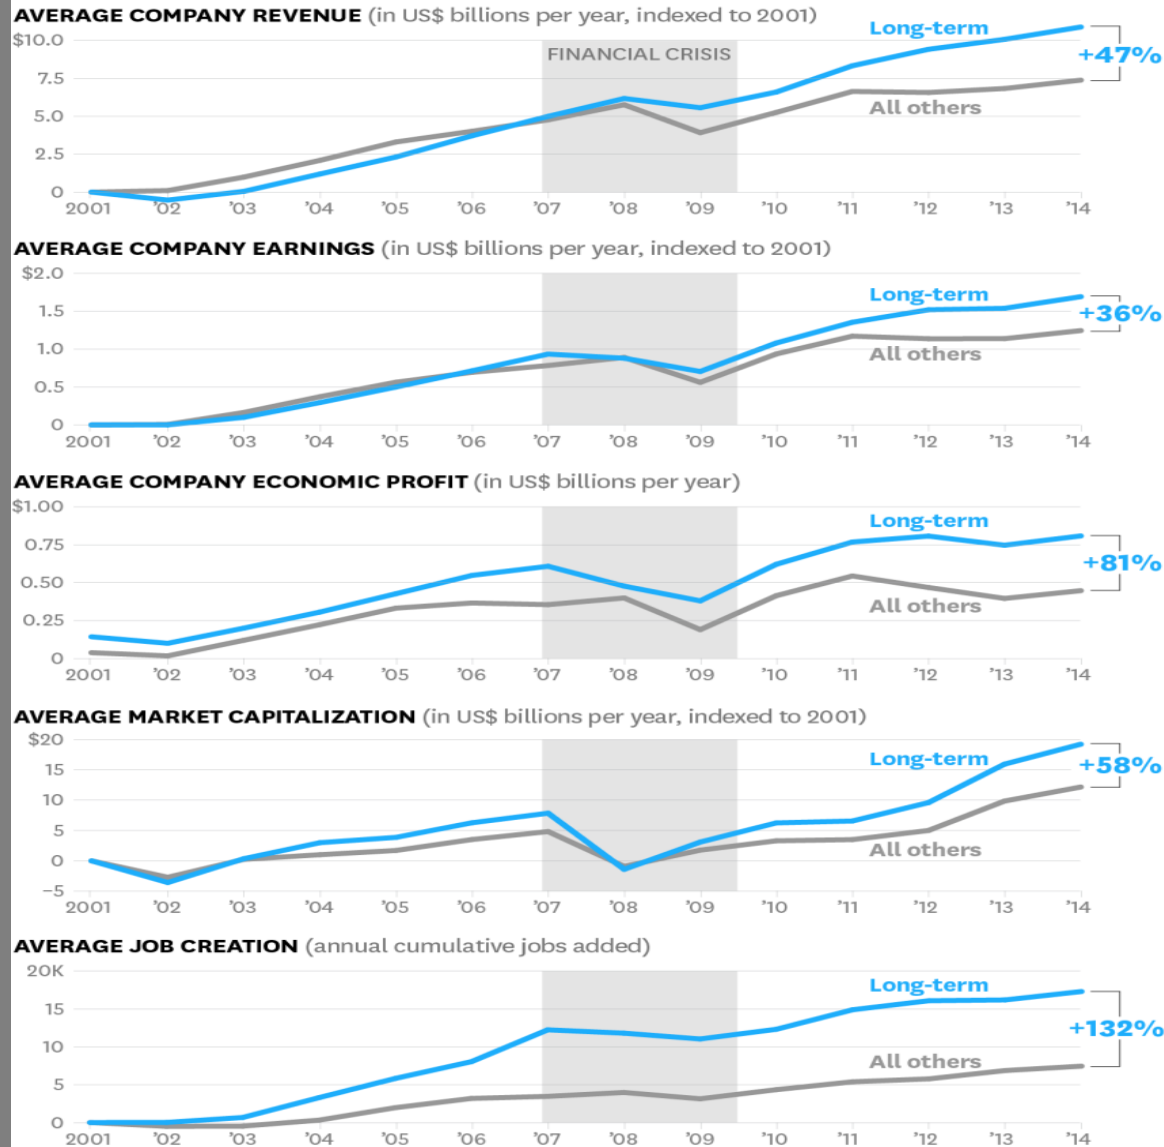 AVERAGE COMPANY REVENUE (in US$ billions per year, indexed to 2001)
$10.0
7.5
5.0
2.5
0
FINANCIAL CRISIS
Long-term
+47%
All others
2001 ’02 ’03 ’04 ’05 ’06 ’07 ’08 ’09 ’10 ’11 ’12 ’13 ’14
AVERAGE COMPANY EARNINGS (in US$ billions per year, indexed to 2001)
$2.0
1.5
1.0
0.5
0
Long-term
+36%
All others
2001 ’02 ’03 ’04 ’05 ’06 ’07 ’08 ’09 ’10 ’11 ’12 ’13 ’14
AVERAGE COMPANY ECONOMIC PROFIT (in US$ billions per year)
$1.00
0.75
0.50
0.25
0
Long-term
+81%
All others
2001 ’02 ’03 ’04 ’05 ’06 ’07 ’08 ’09 ’10 ’11 ’12 ’13 ’14
AVERAGE MARKET CAPITALIZATION (in US$ billions per year, indexed to 2001)
$20
15
10
5
0
−5
Long-term
+58%
All others
2001 ’02 ’03 ’04 ’05 ’06 ’07 ’08 ’09 ’10 ’11 ’12 ’13 ’14
AVERAGE JOB CREATION (annual cumulative jobs added)
20K
15
10
5
0
Long-term
+132%
All others
2001 ’02 ’03 ’04 ’05 ’06 ’07 ’08 ’09 ’10 ’11 ’12 ’13 ’14